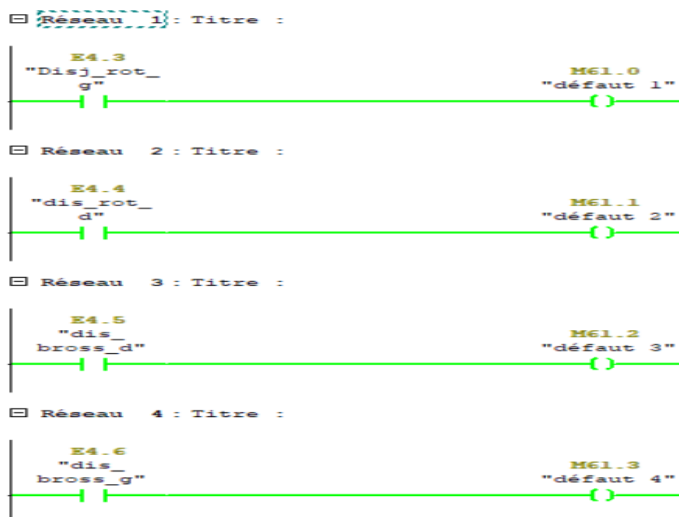 Réseau 1 : Titre :
E4.3
"Disj_rot_
g"
M61.0
"défaut 1"
Réseau 2 : Titre :
E4.4
"dis_rot_
d"
M61.1
"défaut 2"
Réseau 3 : Titre :
E4.5
"dis_
bross_d"
M61.2
"défaut 3"
Réseau 4 : Titre :
E4.6
"dis_
bross_g"
M61.3
"défaut 4"